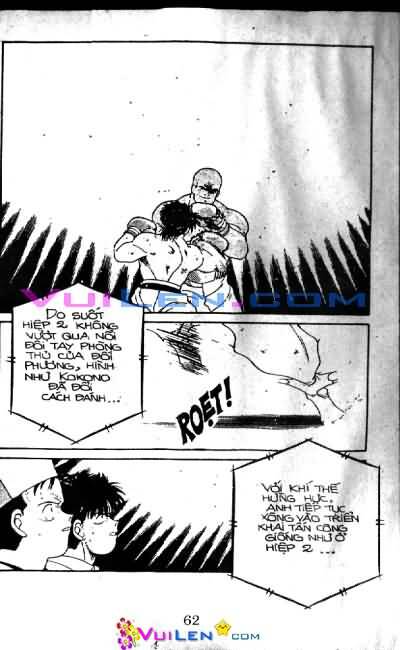 VUILEN.COM
DO SUỐT
HIỆP 2 KHÔNG
VƯỢT QUA NỔI
ĐÔI TAY PHÒNG
THỦ CỦA ĐỐI
PHƯƠNG, HÌNH
NHƯ KOKONO
ĐÃ ĐỔI
CÁCH ĐÁNH...
ROẸT!
VỚI KHÍ THẾ
HỪNG HỰC,
ANH TIẾP TỤC
XÔNG VÀO TRIỂN
KHAI TẤN CÔNG
GIỐNG NHƯ Ở
HIỆP 2...
62
VUILEN.COM